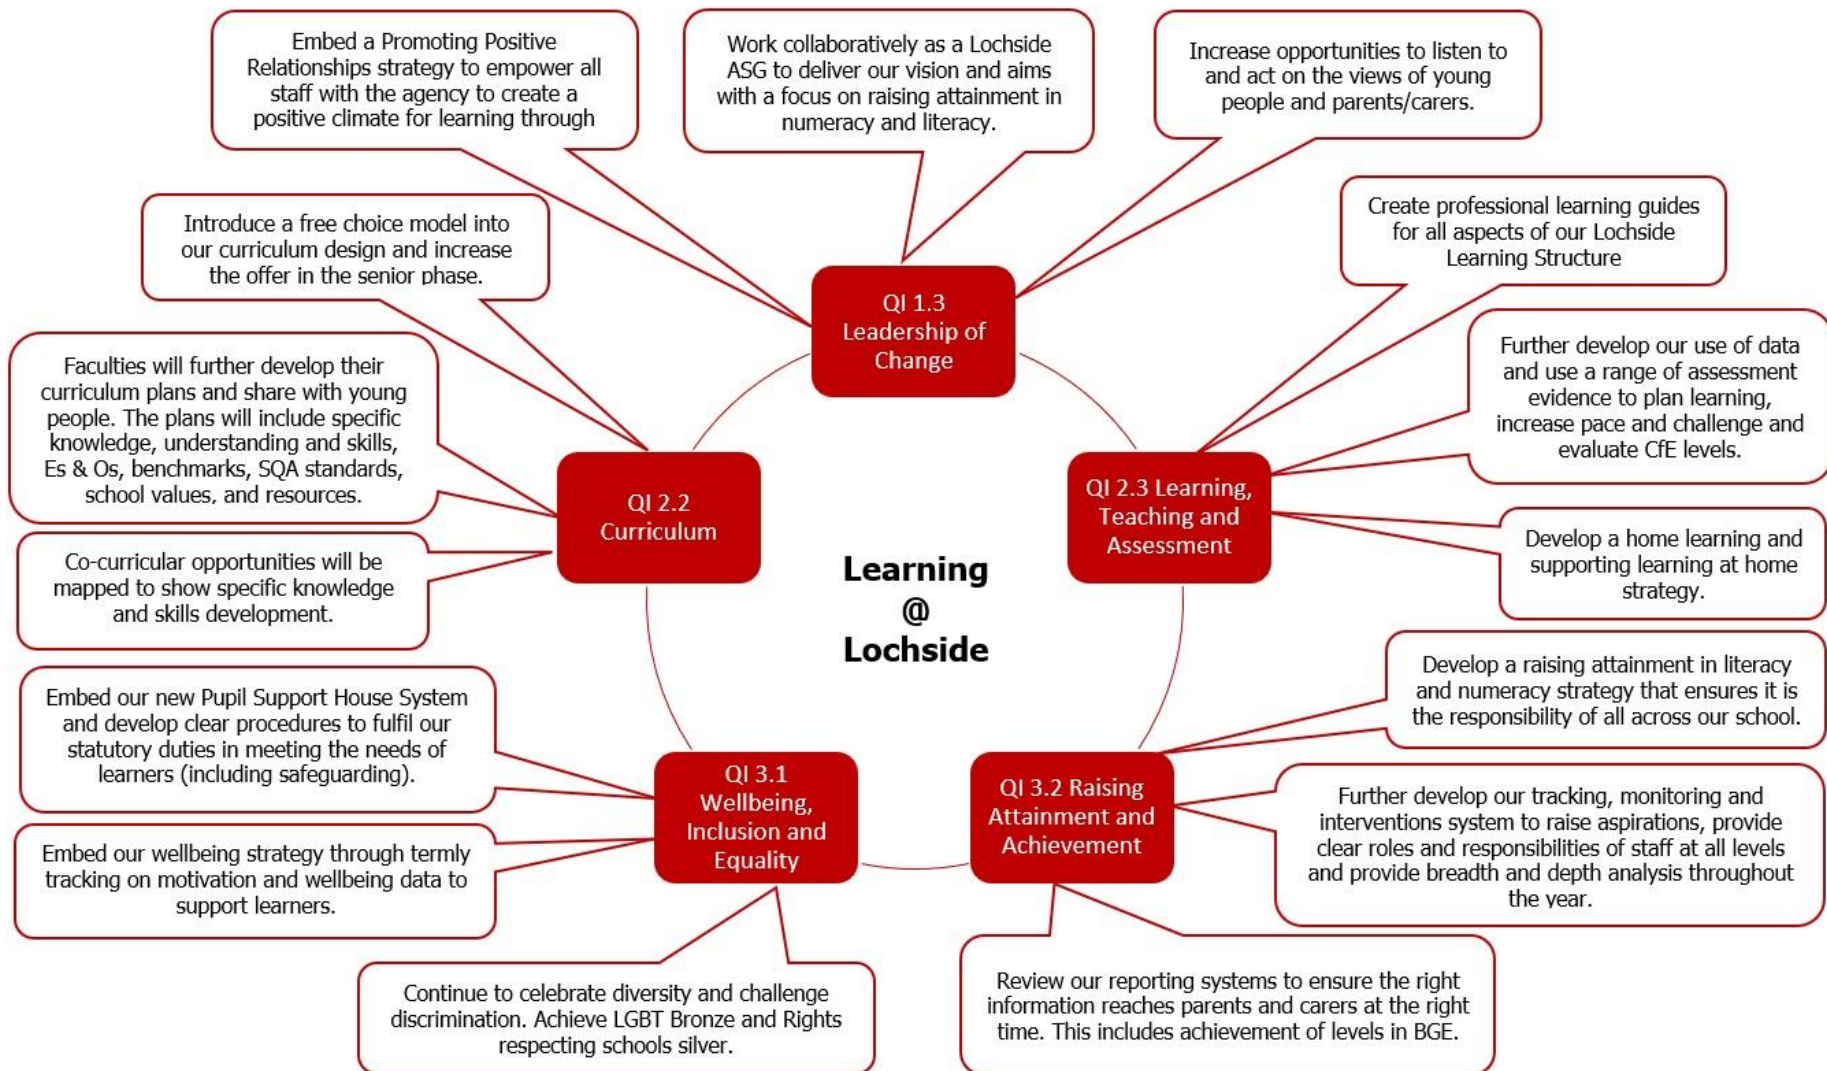 Embed a Promoting Positive
Relationships strategy to empower all
staff with the agency to create a
positive climate for learning through
Work collaboratively as a Lochside
ASG to deliver our vision and aims
with a focus on raising attainment in
numeracy and literacy.
Increase opportunities to listen to
and act on the views of young
people and parents/carers.
Introduce a free choice model into
our curriculum design and increase
the offer in the senior phase.
Create professional learning guides
for all aspects of our Lochside
Learning Structure
QI 1.3
Leadership of
Change
Faculties will further develop their
curriculum plans and share with young
people. The plans will include specific
knowledge, understanding and skills,
Es & Os, benchmarks, SQA standards,
school values, and resources.
Further develop our use of data
and use a range of assessment
evidence to plan learning,
increase pace and challenge and
evaluate CfE levels.
QI 2.2
Curriculum
QI 2.3 Learning,
Teaching and
Assessment
Co-curricular opportunities will be
mapped to show specific knowledge
and skills development.
Learning
@
Lochside
Develop a home learning and
supporting learning at home
strategy.
Embed our new Pupil Support House System
and develop clear procedures to fulfil our
statutory duties in meeting the needs of
learners (including safeguarding).
Develop a raising attainment in literacy
and numeracy strategy that ensures it is
the responsibility of all across our school.
QI 3.1
Wellbeing,
Inclusion and
Equality
QI 3.2 Raising
Attainment and
Achievement
Further develop our tracking, monitoring and
interventions system to raise aspirations, provide
clear roles and responsibilities of staff at all levels
and provide breadth and depth analysis throughout
the year.
Embed our wellbeing strategy through termly
tracking on motivation and wellbeing data to
support learners.
Continue to celebrate diversity and challenge
discrimination. Achieve LGBT Bronze and Rights
respecting schools silver.
Review our reporting systems to ensure the right
information reaches parents and carers at the right
time. This includes achievement of levels in BGE.